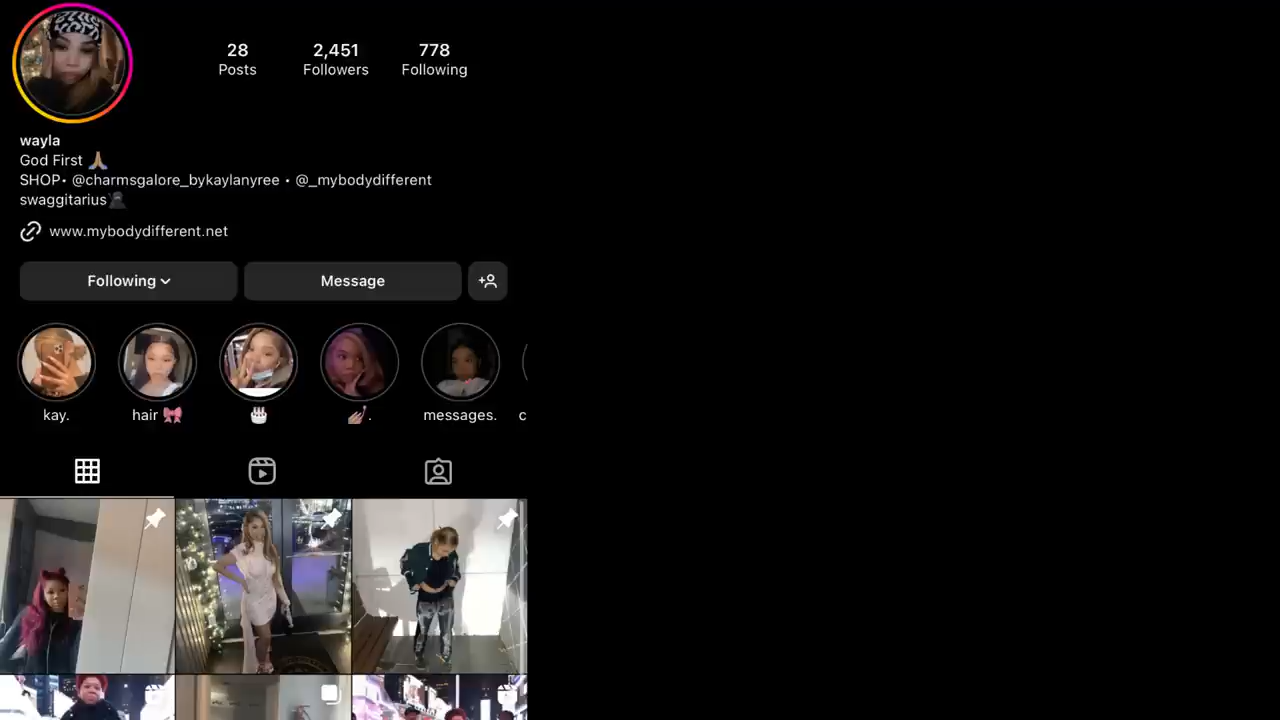 28
Posts
2,451
Followers
778
Following
wayla
God First 🙏🏽
SHOP• @charmsgalore_bykaylanyree • @_mybodydifferent
swaggitarius
www.mybodydifferent.net
Following
Message
kay.
hair 🎀
🎂
💅🏽.
messages.
c